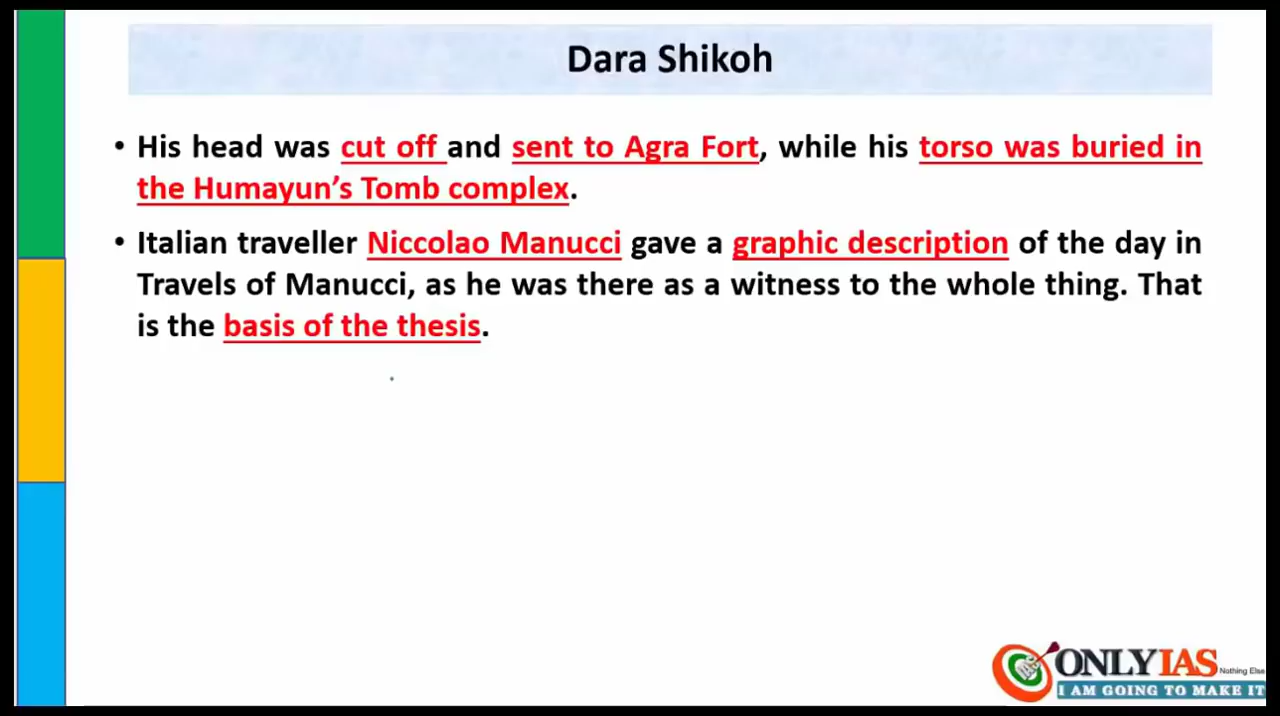 Dara Shikoh
• His head was cut off and sent to Agra Fort, while his torso was buried in
the Humayun’s Tomb complex.
• Italian traveller Niccolao Manucci gave a graphic description of the day in
Travels of Manucci, as he was there as a witness to the whole thing. That
is the basis of the thesis.
ONLYIAS Nothing Else
I AM GOING TO MAKE IT